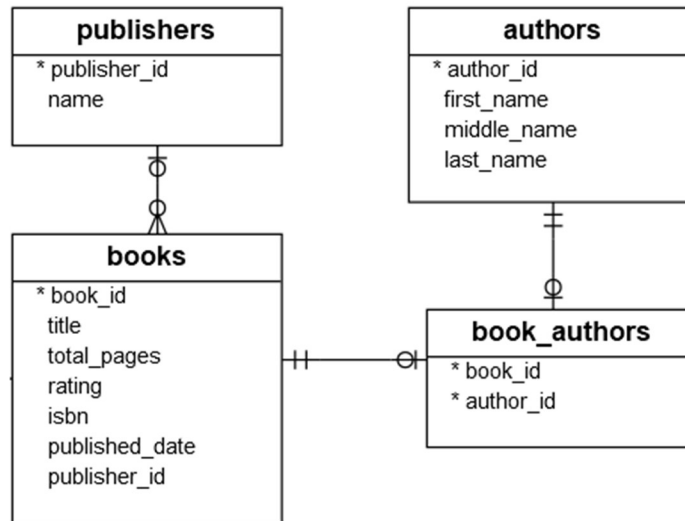 publishers
* publisher_id
name
authors
* author_id
first_name
middle_name
last_name
books
* book_id
title
total_pages
rating
isbn
published_date
publisher_id
book_authors
* book_id
* author_id